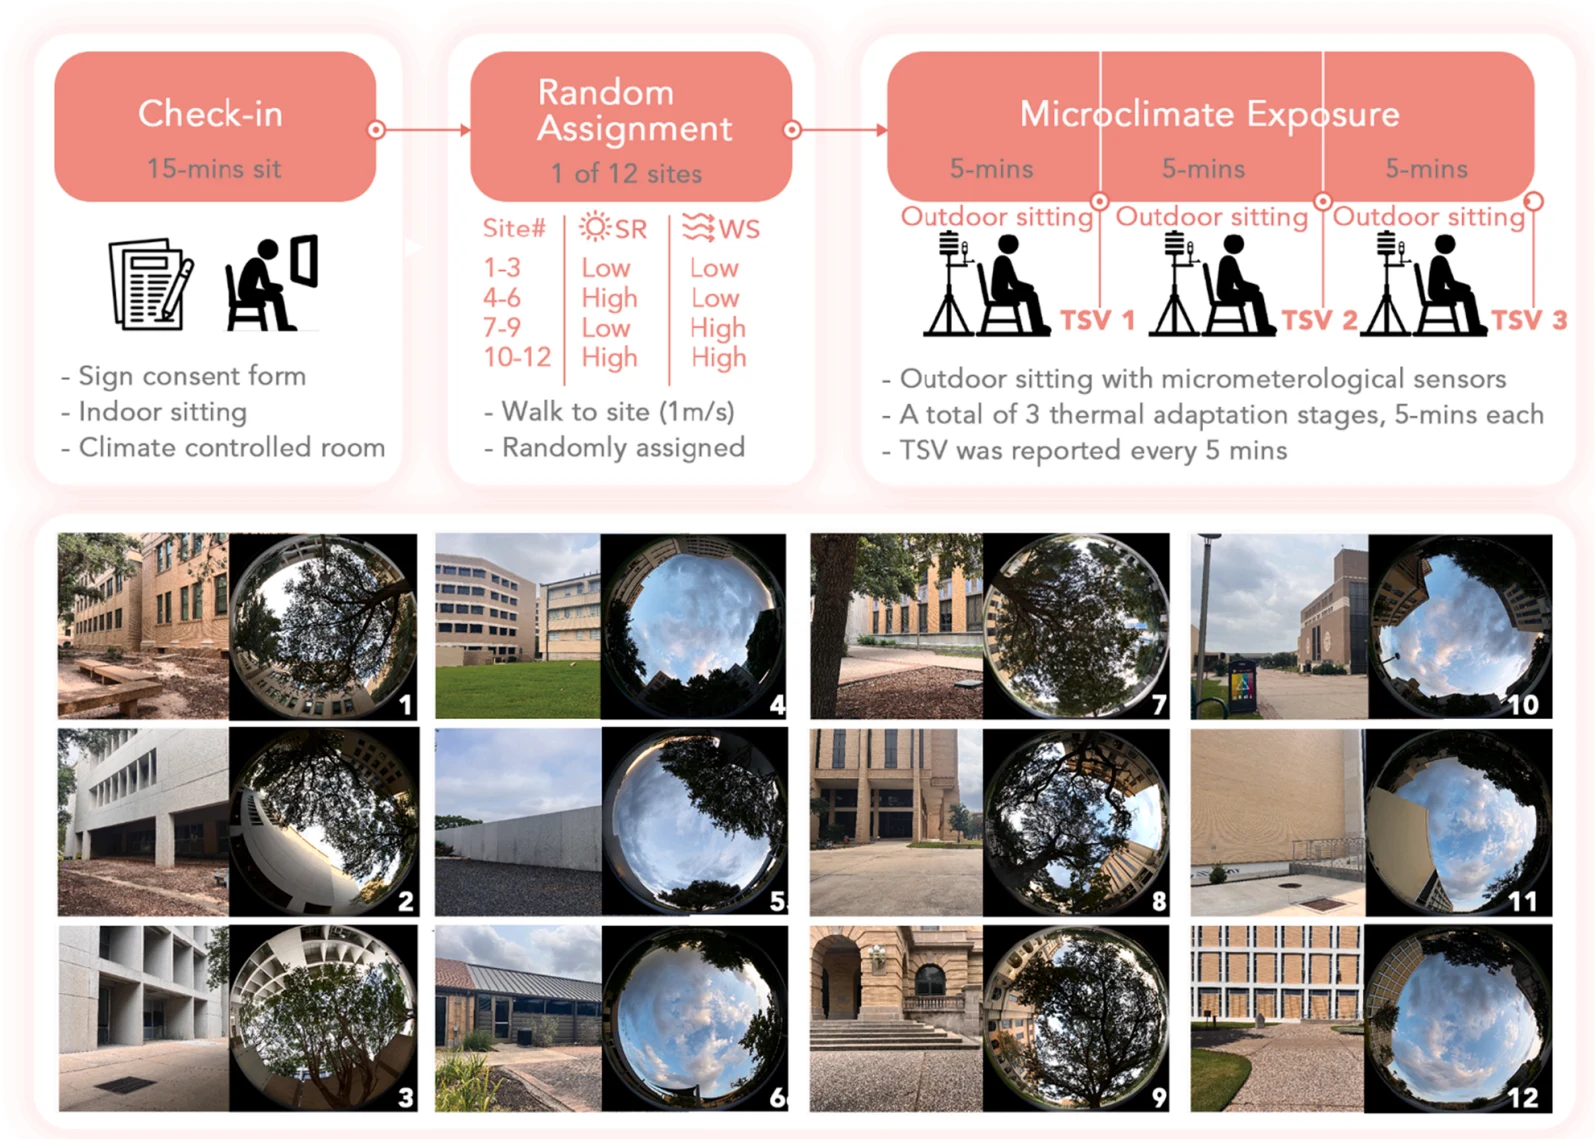 Check-in
15-mins sit
- Sign consent form
- Indoor sitting
- Climate controlled room
Random
Assignment
1 of 12 sites
Site# SR WS
1-3 Low Low
4-6 High Low
7-9 Low High
10-12 High High
- Walk to site (1m/s)
- Randomly assigned
Microclimate Exposure
5-mins 5-mins 5-mins
Outdoor sitting Outdoor sitting Outdoor sitting
TSV 1 TSV 2 TSV 3
- Outdoor sitting with micrometerological sensors
- A total of 3 thermal adaptation stages, 5-mins each
- TSV was reported every 5 mins
1 4 7 10
2 5 8 11
3 6 9 12